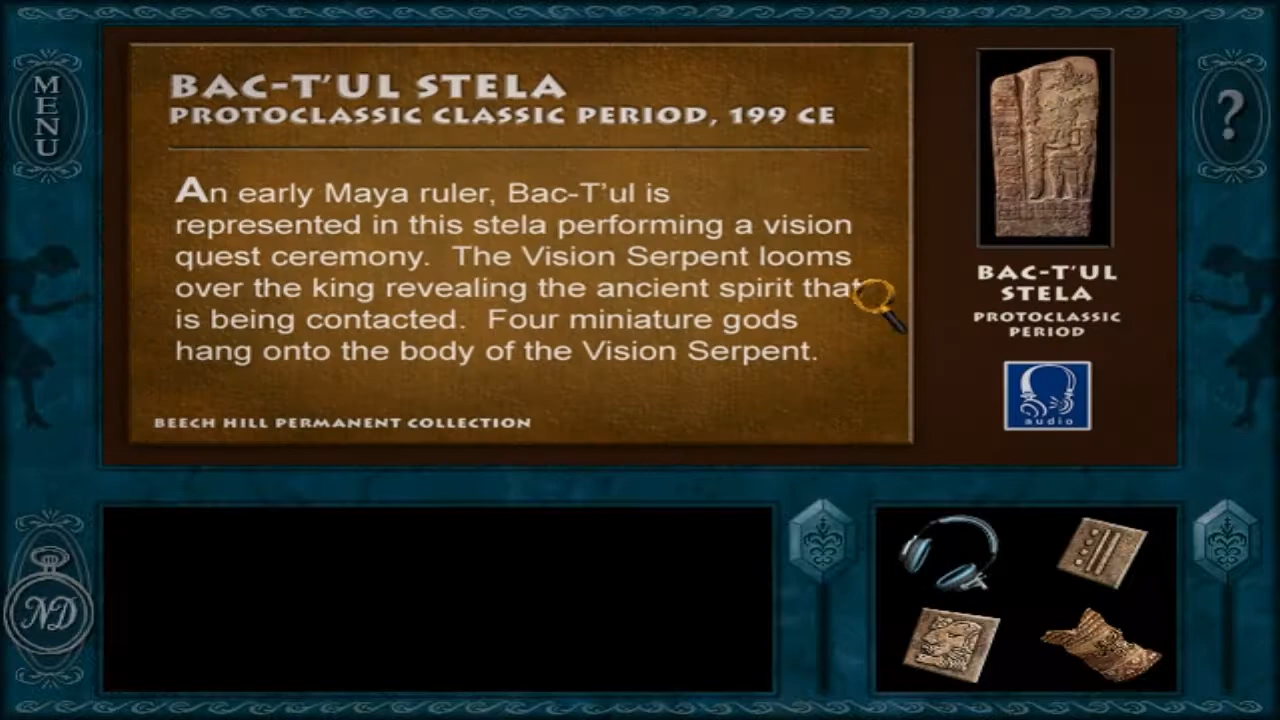 MENU
BAC-T'UL STELA
PROTOCLASSIC CLASSIC PERIOD, 199 CE
An early Maya ruler, Bac-T'ul is
represented in this stela performing a vision
quest ceremony.  The Vision Serpent looms
over the king revealing the ancient spirit that
is being contacted.  Four miniature gods
hang onto the body of the Vision Serpent.
BEECH HILL PERMANENT COLLECTION
?
BAC-T'UL
STELA
PROTOCLASSIC
PERIOD
audio
ND